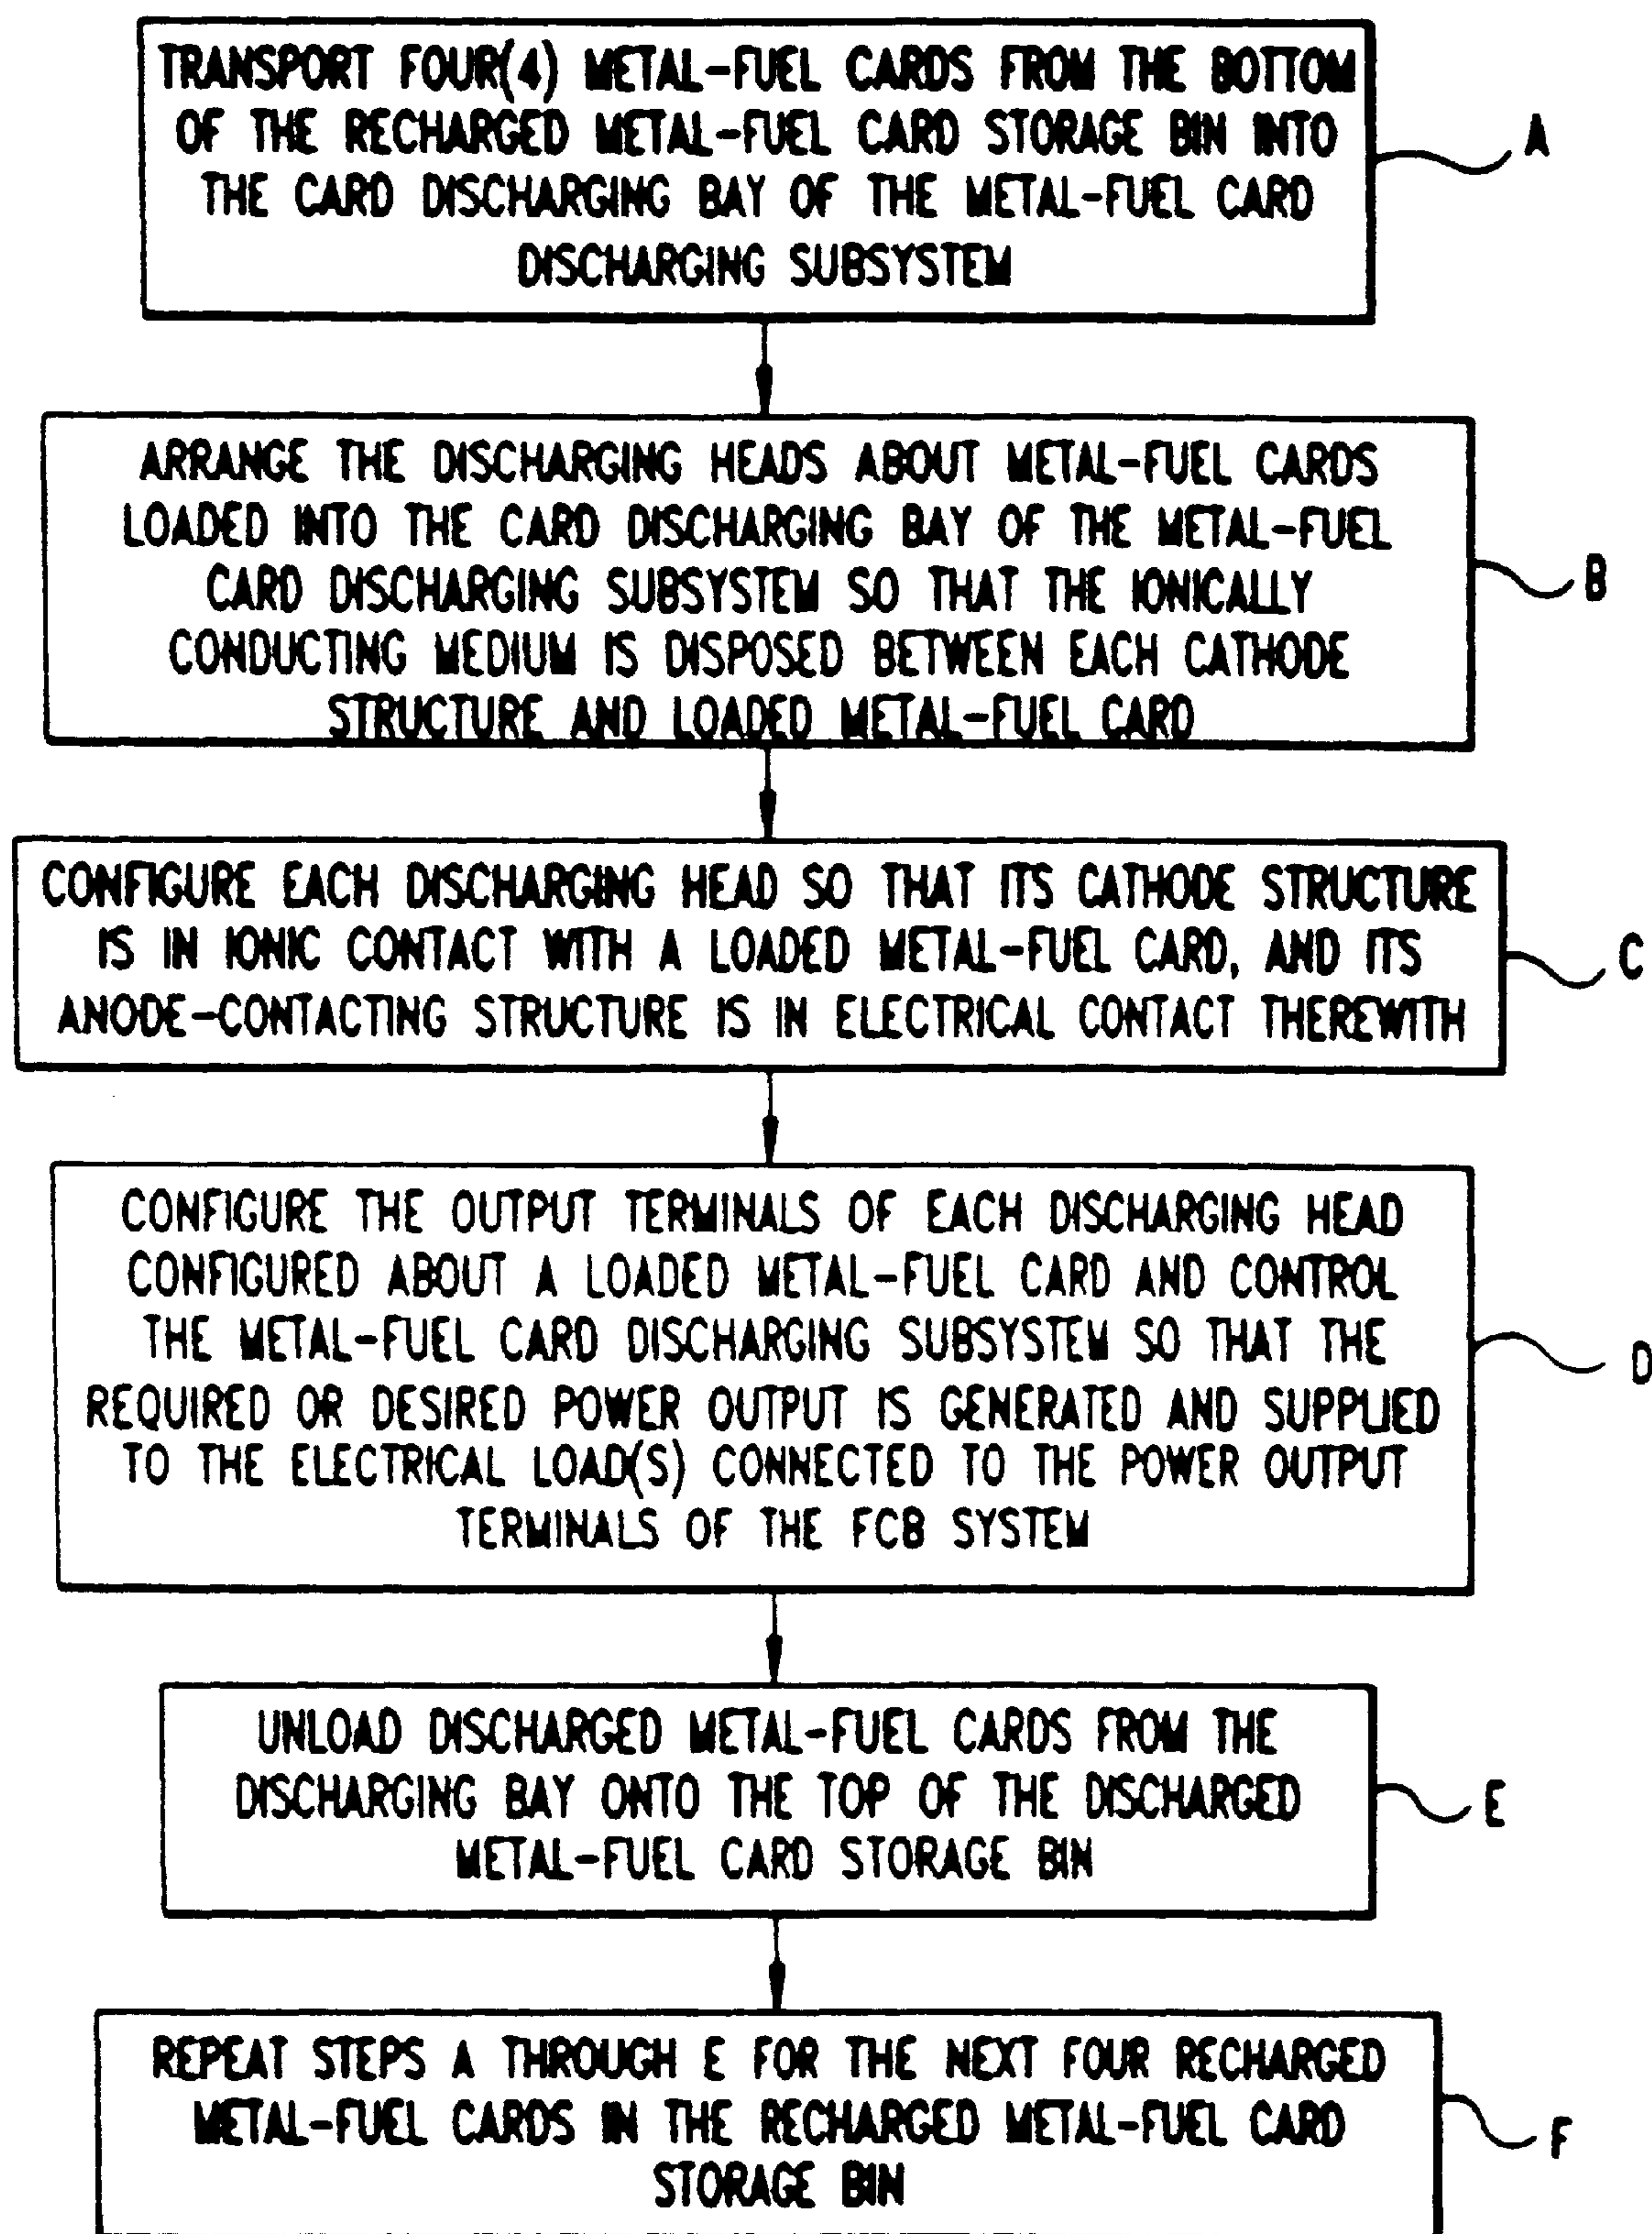 TRANSPORT FOUR(4) METAL-FUEL CARDS FROM THE BOTTOM
OF THE RECHARGED METAL-FUEL CARD STORAGE BIN INTO
THE CARD DISCHARGING BAY OF THE METAL-FUEL CARD
DISCHARGING SUBSYSTEM
A
ARRANGE THE DISCHARGING HEADS ABOUT METAL-FUEL CARDS
LOADED INTO THE CARD DISCHARGING BAY OF THE METAL-FUEL
CARD DISCHARGING SUBSYSTEM SO THAT THE IONICALLY
CONDUCTING MEDIUM IS DISPOSED BETWEEN EACH CATHODE
STRUCTURE AND LOADED METAL-FUEL CARD
B
CONFIGURE EACH DISCHARGING HEAD SO THAT ITS CATHODE STRUCTURE
IS IN IONIC CONTACT WITH A LOADED METAL-FUEL CARD, AND ITS
ANODE-CONTACTING STRUCTURE IS IN ELECTRICAL CONTACT THEREWITH
C
CONFIGURE THE OUTPUT TERMINALS OF EACH DISCHARGING HEAD
CONFIGURED ABOUT A LOADED METAL-FUEL CARD AND CONTROL
THE METAL-FUEL CARD DISCHARGING SUBSYSTEM SO THAT THE
REQUIRED OR DESIRED POWER OUTPUT IS GENERATED AND SUPPLIED
TO THE ELECTRICAL LOAD(S) CONNECTED TO THE POWER OUTPUT
TERMINALS OF THE FCB SYSTEM
D
UNLOAD DISCHARGED METAL-FUEL CARDS FROM THE
DISCHARGING BAY ONTO THE TOP OF THE DISCHARGED
METAL-FUEL CARD STORAGE BIN
E
REPEAT STEPS A THROUGH E FOR THE NEXT FOUR RECHARGED
METAL-FUEL CARDS IN THE RECHARGED METAL-FUEL CARD
STORAGE BIN
F